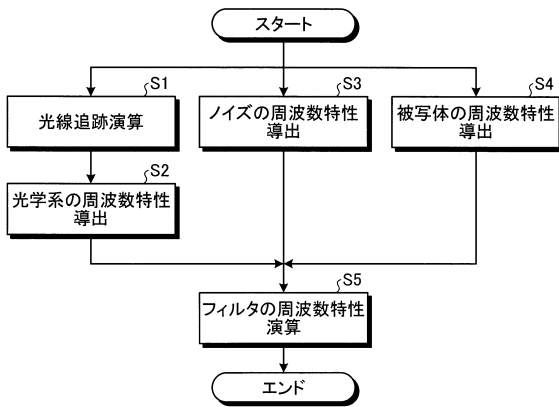 スタート
S1
光線追跡演算
S3
ノイズの周波数特性
導出
S4
被写体の周波数特性
導出
S2
光学系の周波数特性
導出
S5
フィルタの周波数特性
演算
エンド